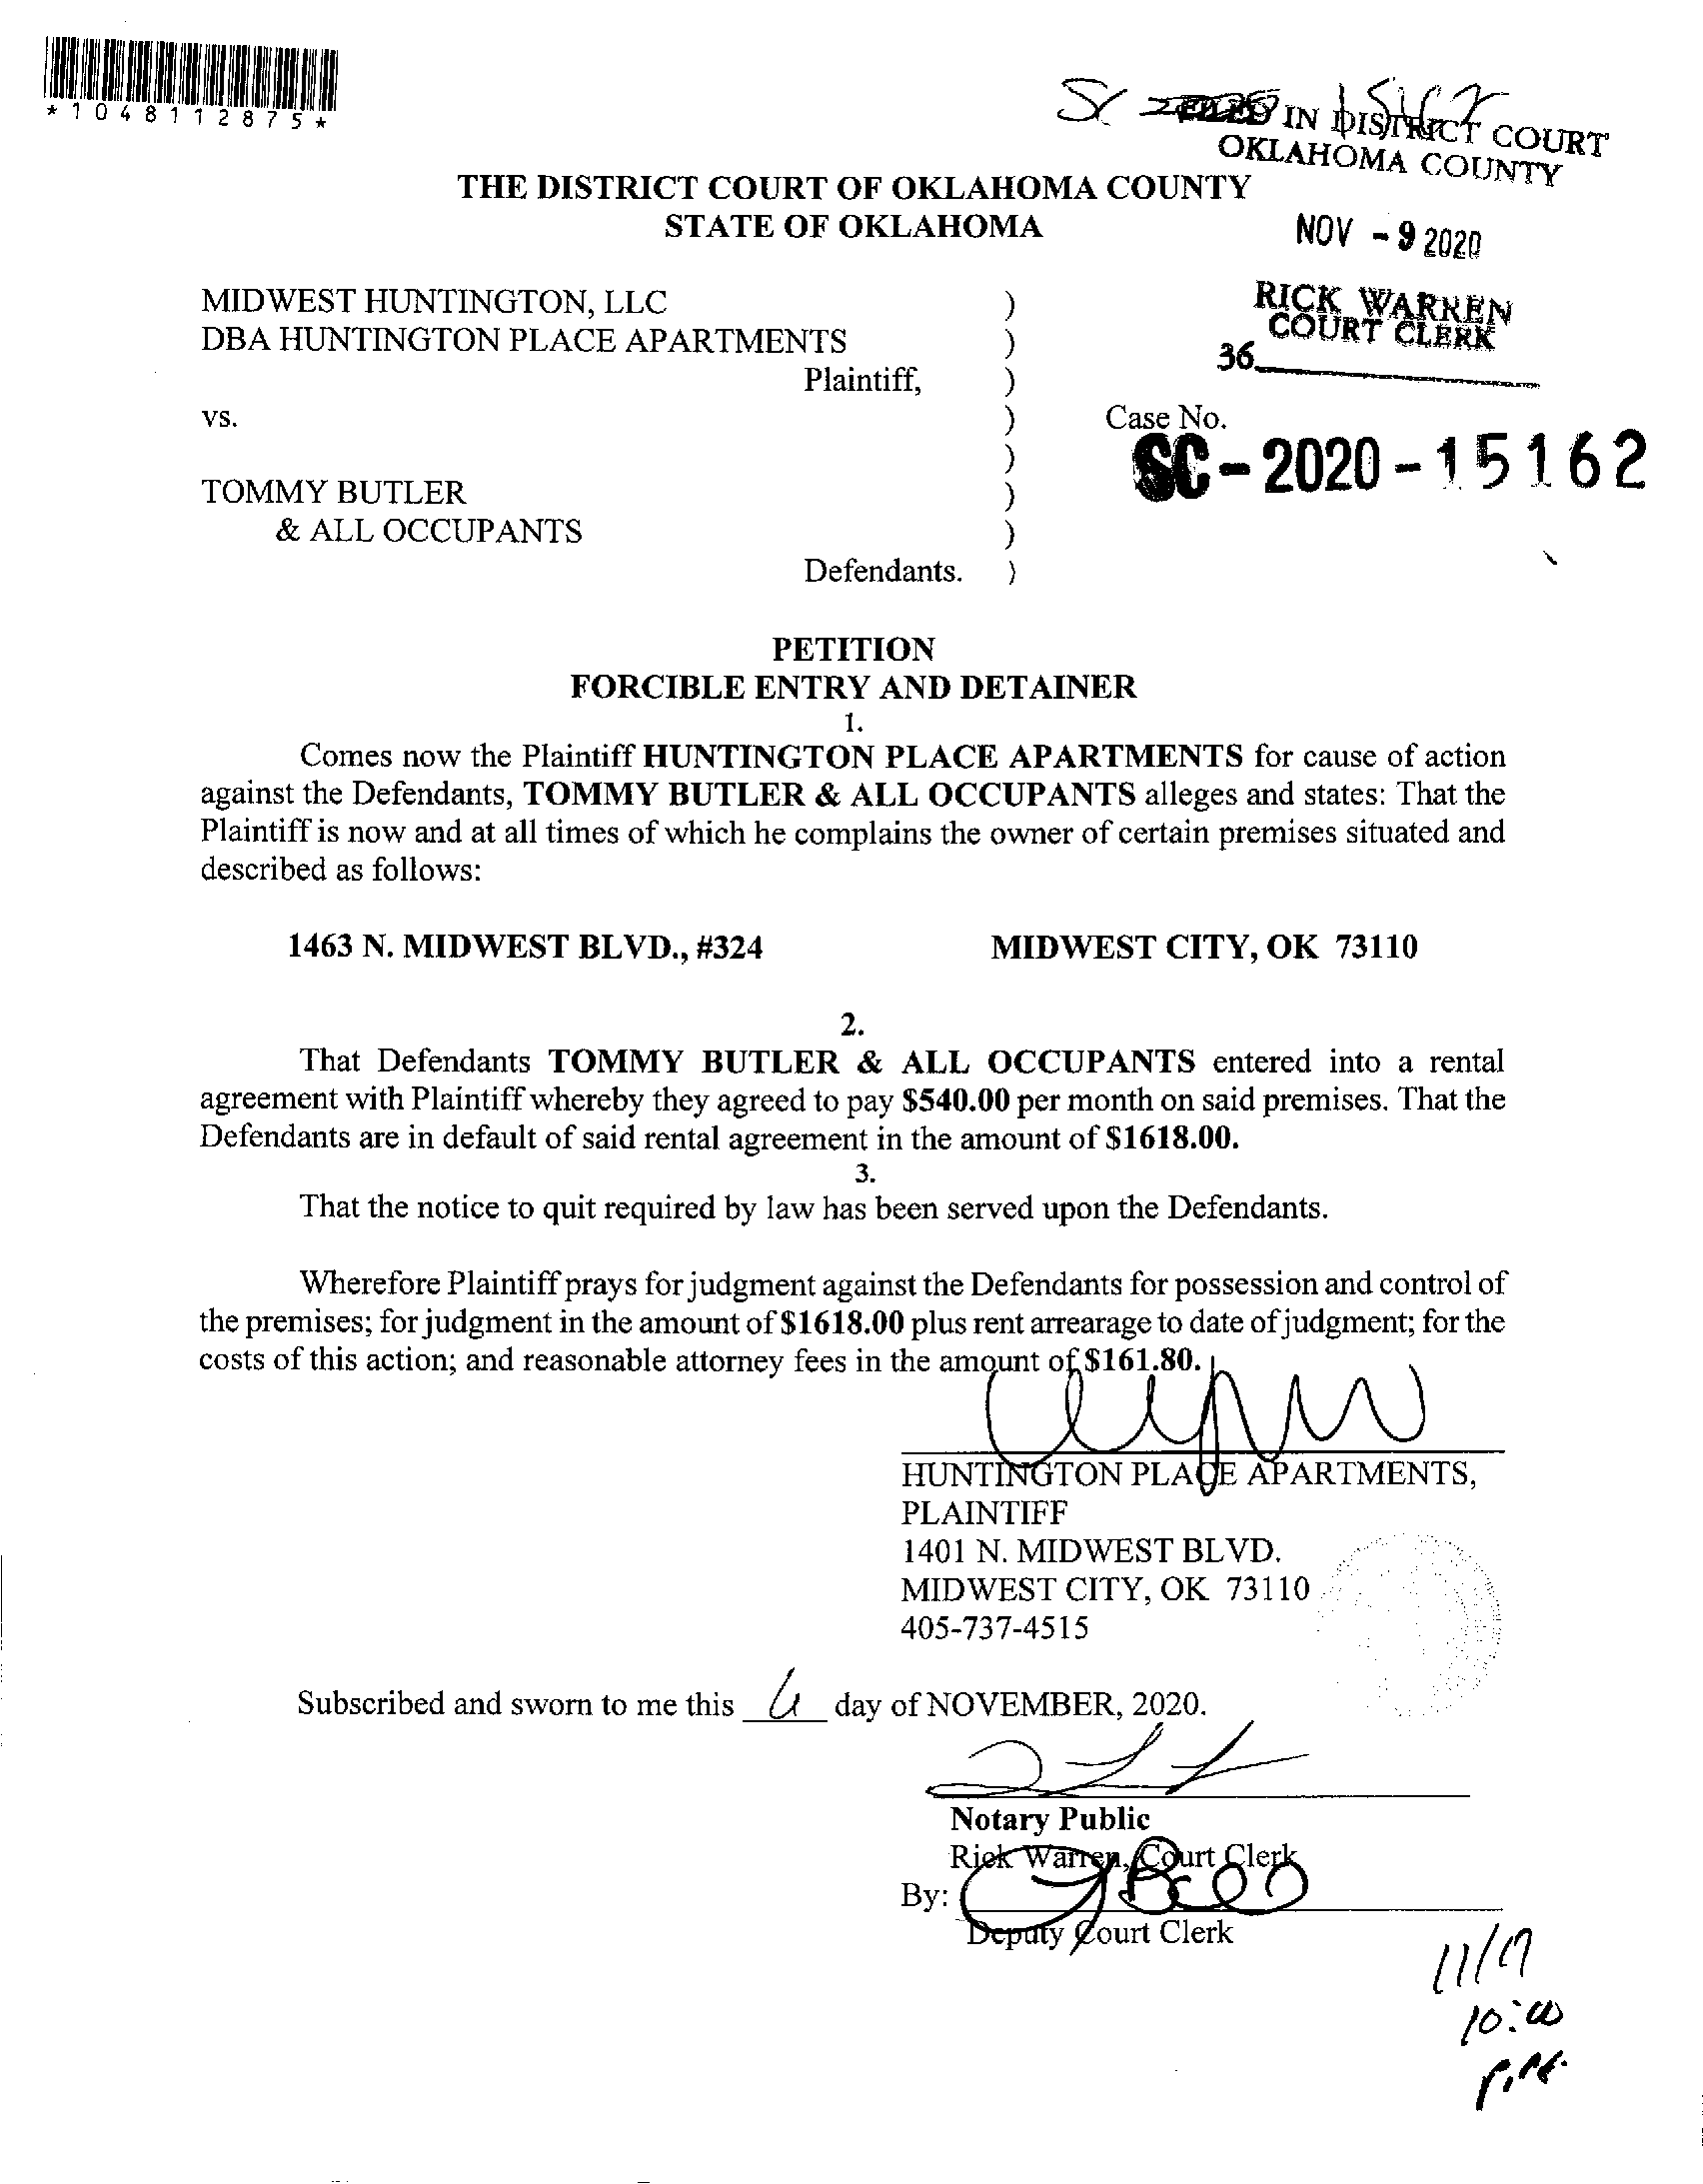 *1048112875*
SC
FILED IN DISTRICT COURT
OKLAHOMA COUNTY
THE DISTRICT COURT OF OKLAHOMA COUNTY
STATE OF OKLAHOMA
NOV - 9 2020
RICK WARREN
COURT CLERK
36
MIDWEST HUNTINGTON, LLC )
DBA HUNTINGTON PLACE APARTMENTS )
Plaintiff, )
vs. )
)
TOMMY BUTLER )
& ALL OCCUPANTS )
Defendants. )
Case No.
SC-2020-15162
PETITION
FORCIBLE ENTRY AND DETAINER
1.
Comes now the Plaintiff HUNTINGTON PLACE APARTMENTS for cause of action
against the Defendants, TOMMY BUTLER & ALL OCCUPANTS alleges and states: That the
Plaintiff is now and at all times of which he complains the owner of certain premises situated and
described as follows:
1463 N. MIDWEST BLVD., #324 MIDWEST CITY, OK 73110
2.
That Defendants TOMMY BUTLER & ALL OCCUPANTS entered into a rental
agreement with Plaintiff whereby they agreed to pay $540.00 per month on said premises. That the
Defendants are in default of said rental agreement in the amount of $1618.00.
3.
That the notice to quit required by law has been served upon the Defendants.
Wherefore Plaintiff prays for judgment against the Defendants for possession and control of
the premises; for judgment in the amount of $1618.00 plus rent arrearage to date of judgment; for the
costs of this action; and reasonable attorney fees in the amount of $161.80.
HUNTINGTON PLACE APARTMENTS,
PLAINTIFF
1401 N. MIDWEST BLVD.
MIDWEST CITY, OK 73110
405-737-4515
Subscribed and sworn to me this 6 day of NOVEMBER, 2020.
Notary Public
Rick Warren, Court Clerk
By:
Deputy Court Clerk
10:00